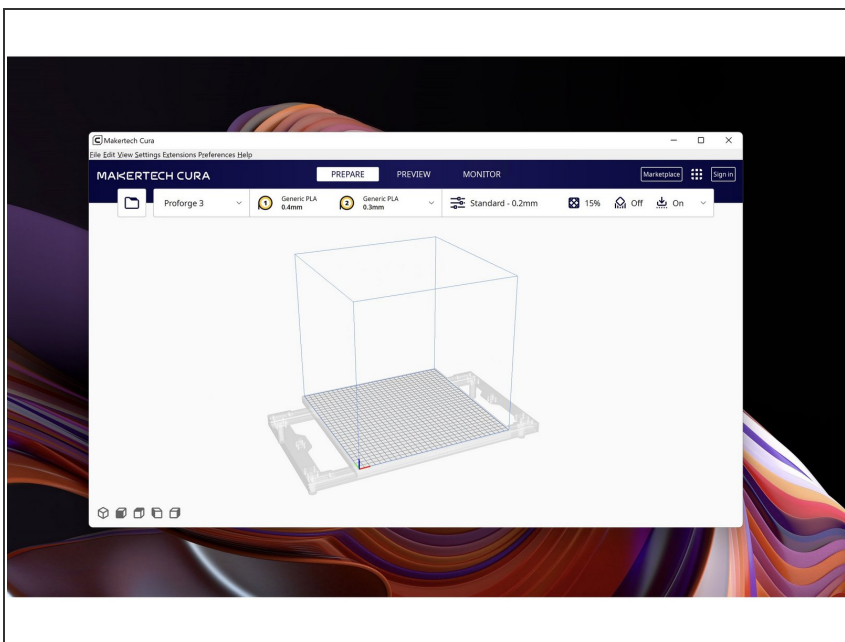 Makertech Cura
File Edit View Settings Extensions Preferences Help
MAKERTECH CURA PREPARE PREVIEW MONITOR Marketplace Sign in
Proforge 3 1 Generic PLA 2 Generic PLA Standard - 0.2mm 15% Off On
0.4mm 0.3mm